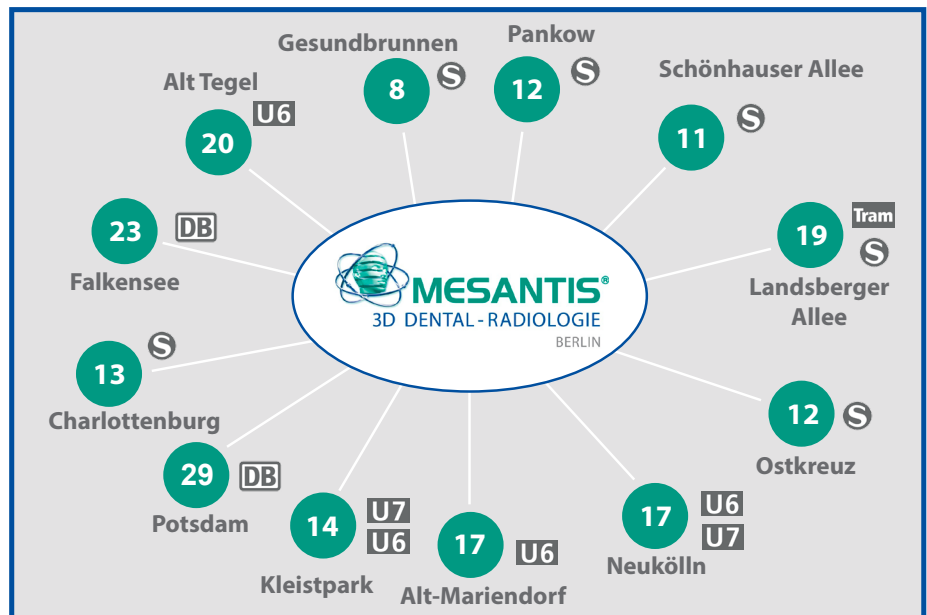 Gesundbrunnen
8
S
Pankow
12
S
Schönhauser Allee
11
S
Alt Tegel
U6
20
23
DB
Falkensee
19
Tram
S
Landsberger
Allee
MESANTIS®
3D DENTAL-RADIOLOGIE
BERLIN
S
13
Charlottenburg
12
S
Ostkreuz
29
DB
Potsdam
14
U7
U6
Kleistpark
17
U6
Alt-Mariendorf
17
U6
U7
Neukölln